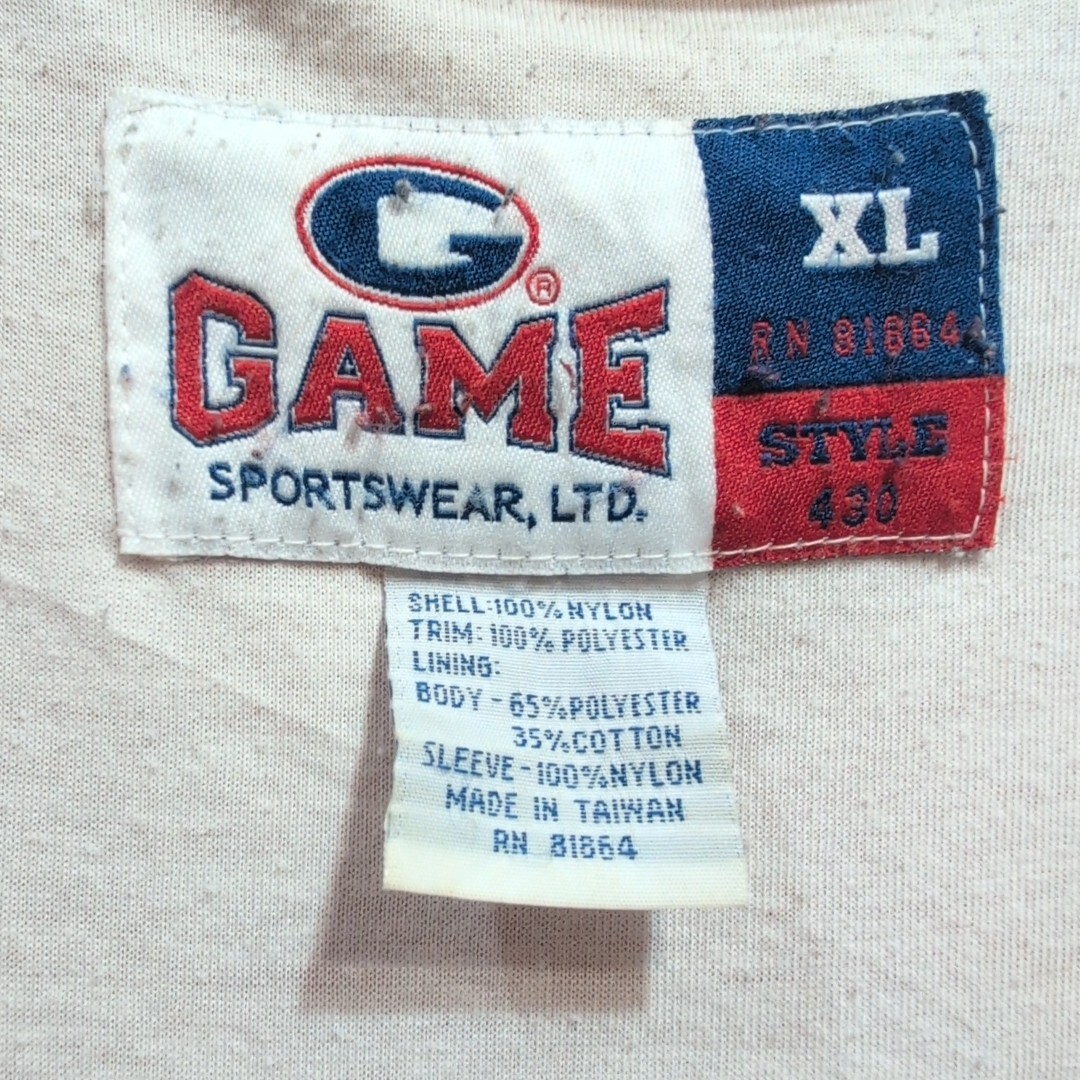 G
GAME®
SPORTSWEAR, LTD.
XL
RN 81864
STYLE
430
SHELL:100% NYLON
TRIM: 100% POLYESTER
LINING:
BODY - 65% POLYESTER
35% COTTON
SLEEVE - 100% NYLON
MADE IN TAIWAN
RN 81864